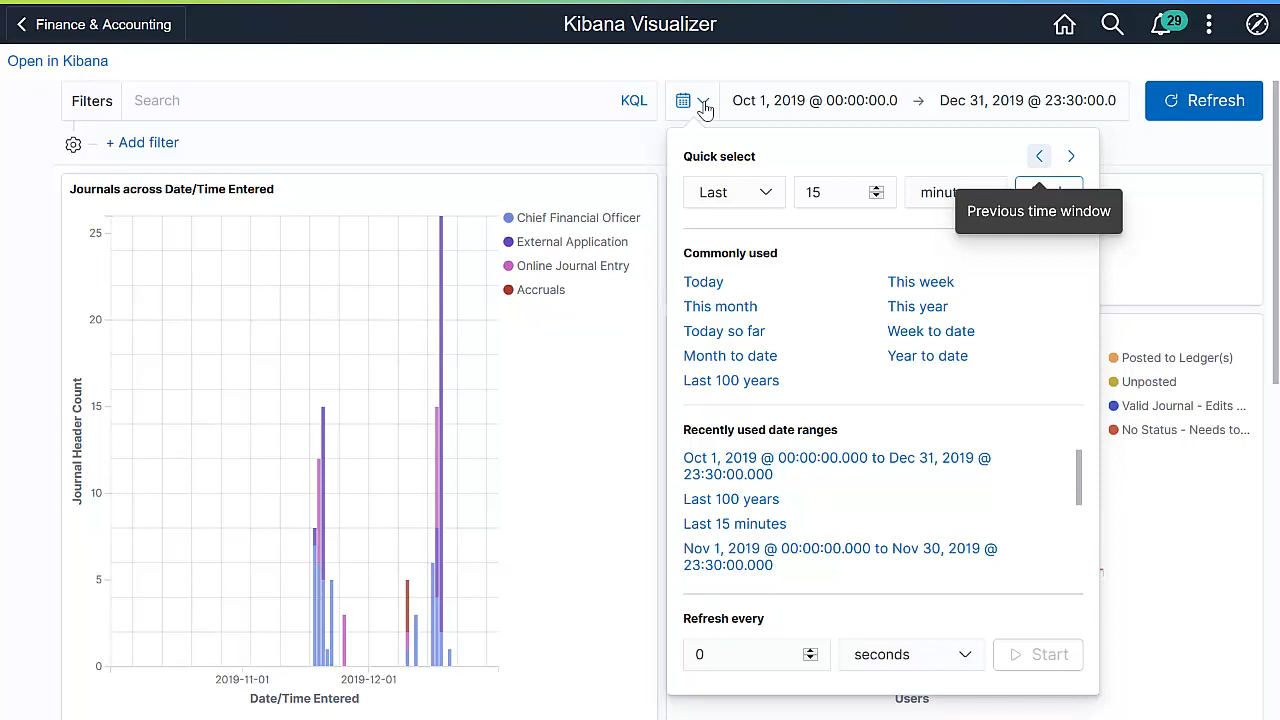 Finance & Accounting
Kibana Visualizer
29
Open in Kibana
Filters
Search
KQL
Oct 1, 2019 @ 00:00:00.0 → Dec 31, 2019 @ 23:30:00.0
Refresh
+ Add filter
Quick select
Last
15
Previous time window
Commonly used
Today
This week
This month
This year
Today so far
Week to date
Month to date
Year to date
Last 100 years
Recently used date ranges
Oct 1, 2019 @ 00:00:00.000 to Dec 31, 2019 @
23:30:00.000
Last 100 years
Last 15 minutes
Nov 1, 2019 @ 00:00:00.000 to Nov 30, 2019 @
23:30:00.000
Refresh every
0
seconds
Start
Journals across Date/Time Entered
Chief Financial Officer
External Application
Online Journal Entry
Accruals
Journal Header Count
25
20
15
10
5
0
2019-11-01
2019-12-01
Date/Time Entered
Posted to Ledger(s)
Unposted
Valid Journal - Edits ...
No Status - Needs to...
Users